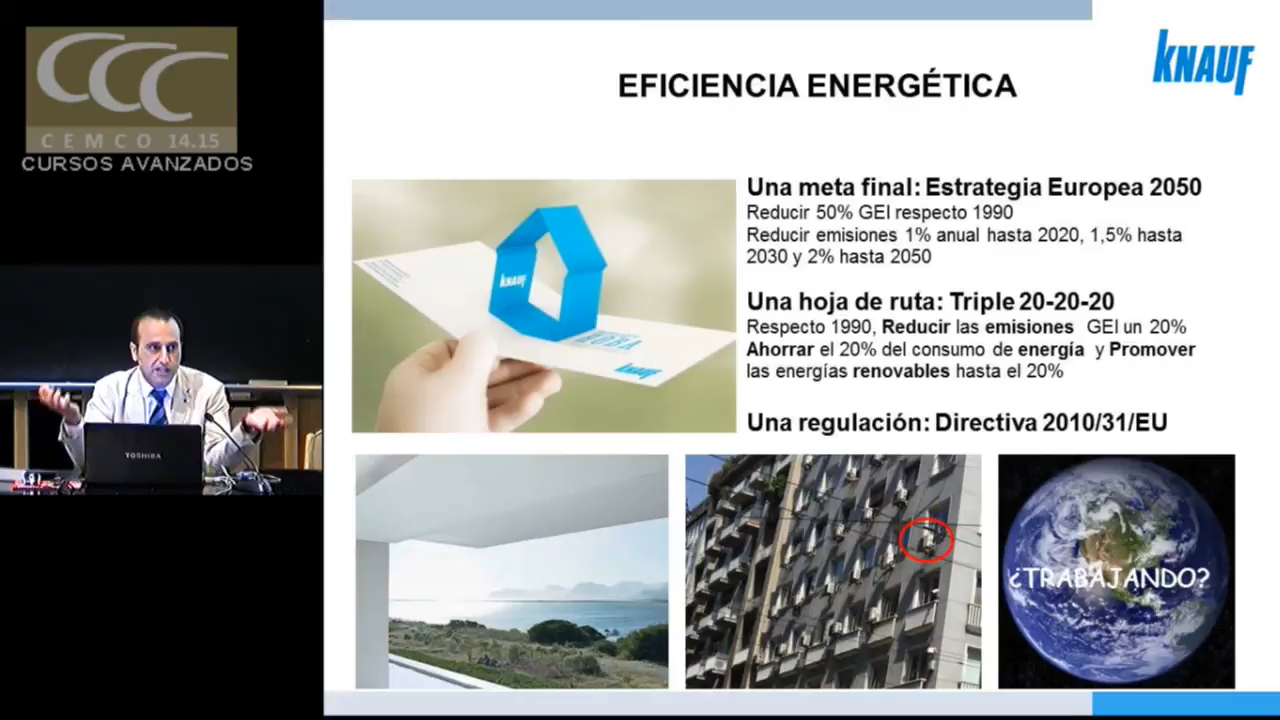 CCC
CEMCO 14.15
CURSOS AVANZADOS
KNAUF
EFICIENCIA ENERGÉTICA
Una meta final: Estrategia Europea 2050
Reducir 50% GEI respecto 1990
Reducir emisiones 1% anual hasta 2020, 1,5% hasta
2030 y 2% hasta 2050
Una hoja de ruta: Triple 20-20-20
Respecto 1990, Reducir las emisiones GEI un 20%
Ahorrar el 20% del consumo de energía y Promover
las energías renovables hasta el 20%
Una regulación: Directiva 2010/31/EU
KNAUF
KNAUF
TOSHIBA
¿TRABAJANDO?